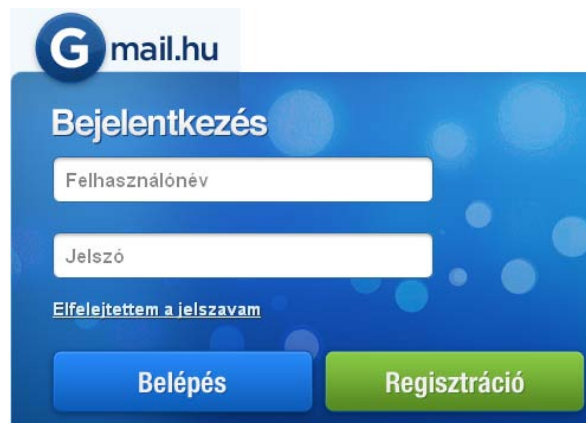 Gmail.hu
Bejelentkezés
Felhasználónév
Jelszó
Elfelejtettem a jelszavam
Belépés Regisztráció